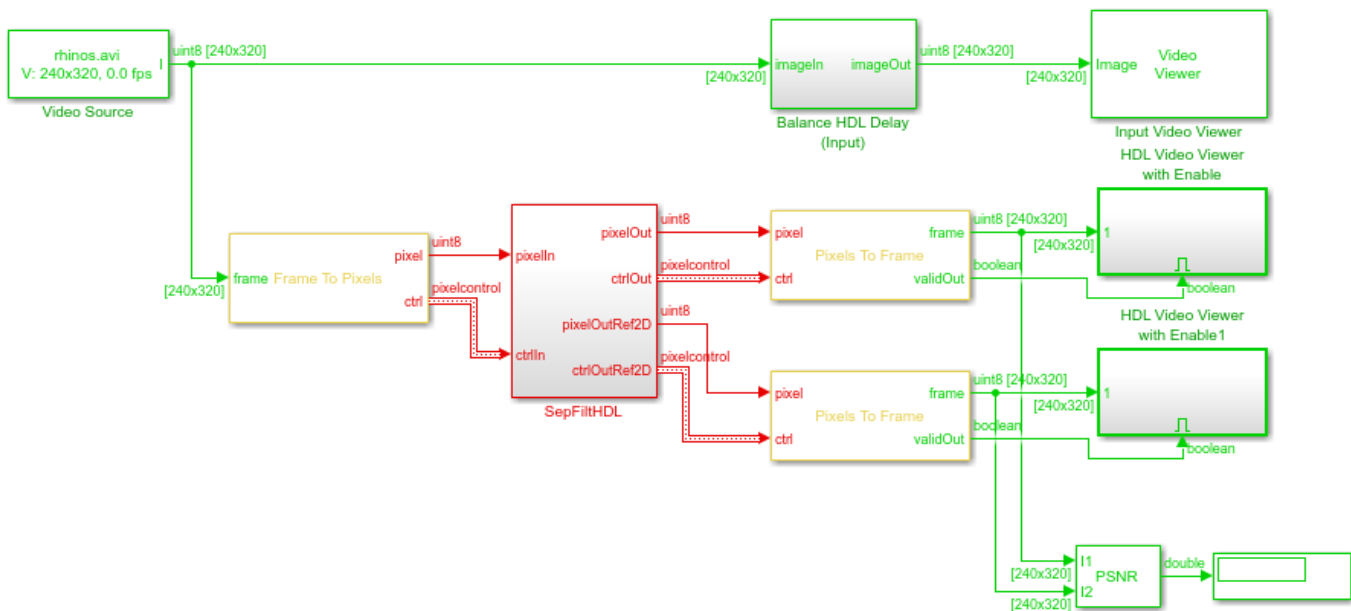 rhinos.avi
V: 240x320, 0.0 fps
I
Video Source
uint8 [240x320]
[240x320]
imageIn
imageOut
Balance HDL Delay
(Input)
uint8 [240x320]
[240x320]
Image
Video
Viewer
Input Video Viewer
HDL Video Viewer
with Enable
[240x320]
frame
Frame To Pixels
pixel
ctrl
uint8
pixelcontrol
pixelIn
ctrlIn
pixelOut
ctrlOut
pixelOutRef2D
ctrlOutRef2D
SepFiltHDL
uint8
pixelcontrol
uint8
pixelcontrol
pixel
ctrl
Pixels To Frame
frame
validOut
uint8 [240x320]
[240x320]
boolean
1
boolean
HDL Video Viewer
with Enable1
pixel
ctrl
Pixels To Frame
frame
validOut
uint8 [240x320]
[240x320]
boolean
1
boolean
[240x320]
[240x320]
I1
I2
PSNR
double